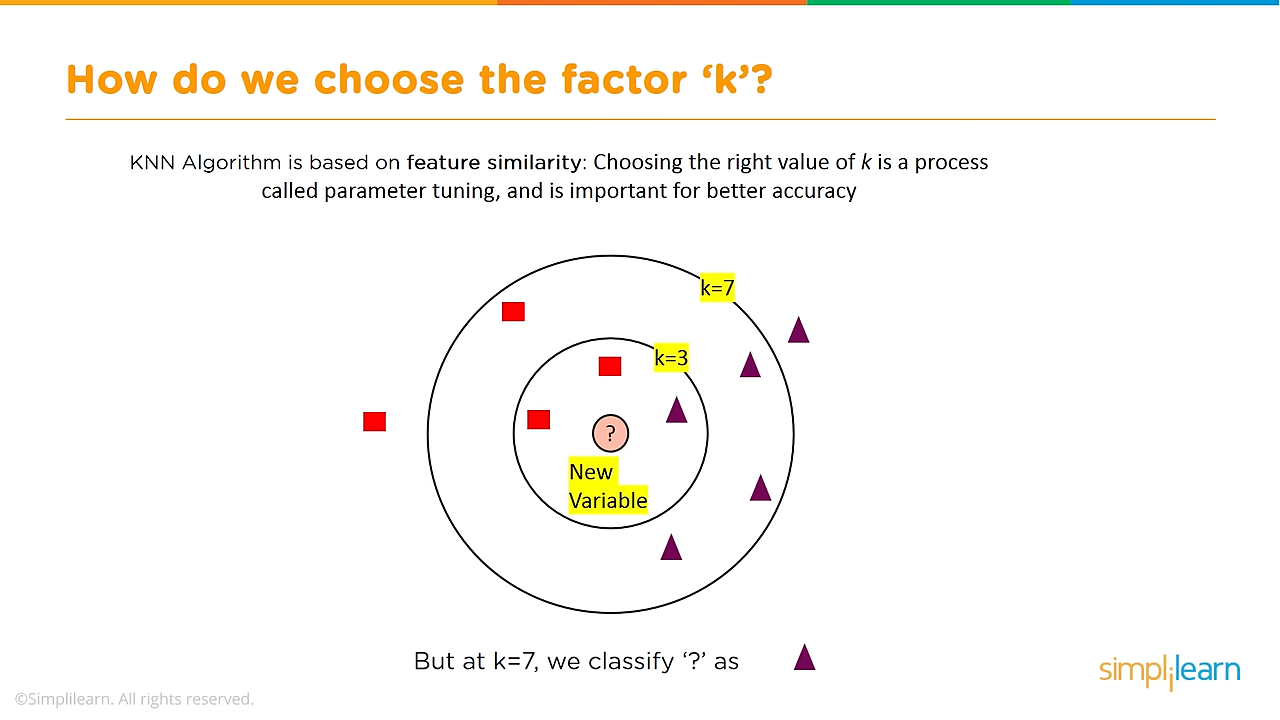 How do we choose the factor ‘k’?
KNN Algorithm is based on feature similarity: Choosing the right value of k is a process
called parameter tuning, and is important for better accuracy
k=7
k=3
?
New
Variable
But at k=7, we classify ‘?’ as
simplilearn
©Simplilearn. All rights reserved.